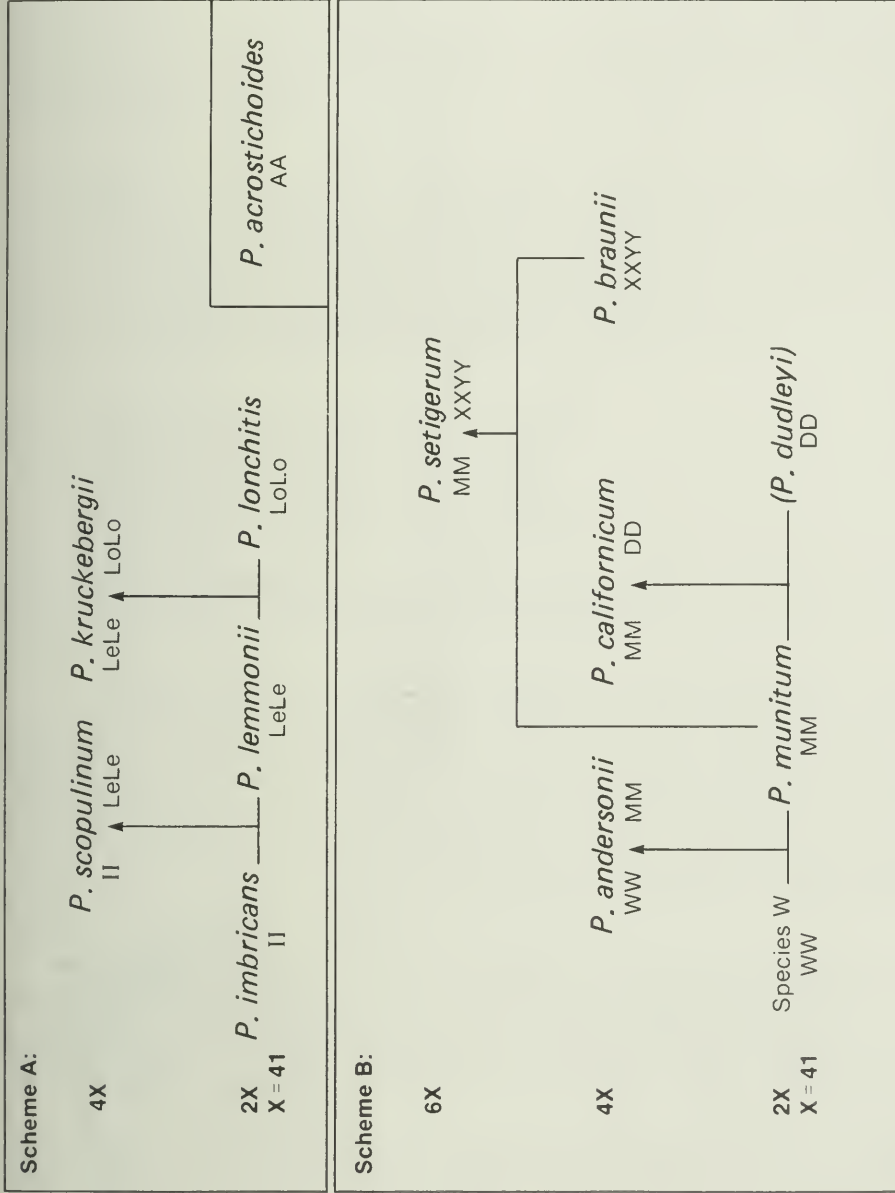 Scheme A:
4X
P. scopulinum
II LeLe
P. kruckebergii
LeLe LoLo
2X
X = 41
P. imbricans
II
P. lemmonii
LeLe
P. lonchitis
LoLo
P. acrostichoides
AA
Scheme B:
6X
P. setigerum
MM XXYY
4X
P. andersonii
WW MM
P. californicum
MM DD
P. braunii
XXYY
2X
X = 41
Species W
WW
P. munitum
MM
(P. dudleyi)
DD